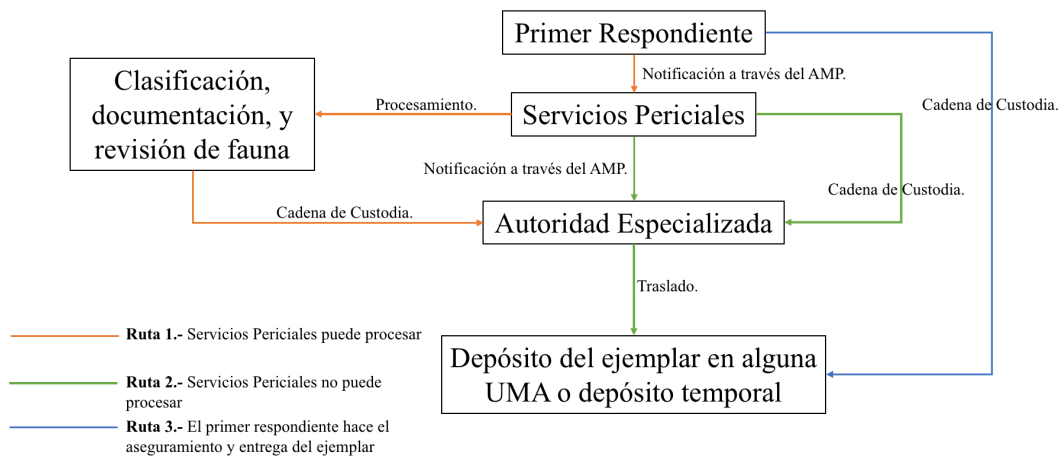 Primer Respondiente
Notificación a través del AMP.
Clasificación,
documentación, y
revisión de fauna
Procesamiento.
Servicios Periciales
Cadena de Custodia.
Notificación a través del AMP.
Cadena de Custodia.
Cadena de Custodia.
Autoridad Especializada
Traslado.
Ruta 1.- Servicios Periciales puede procesar
Depósito del ejemplar en alguna
UMA o depósito temporal
Ruta 2.- Servicios Periciales no puede
procesar
Ruta 3.- El primer respondiente hace el
aseguramiento y entrega del ejemplar